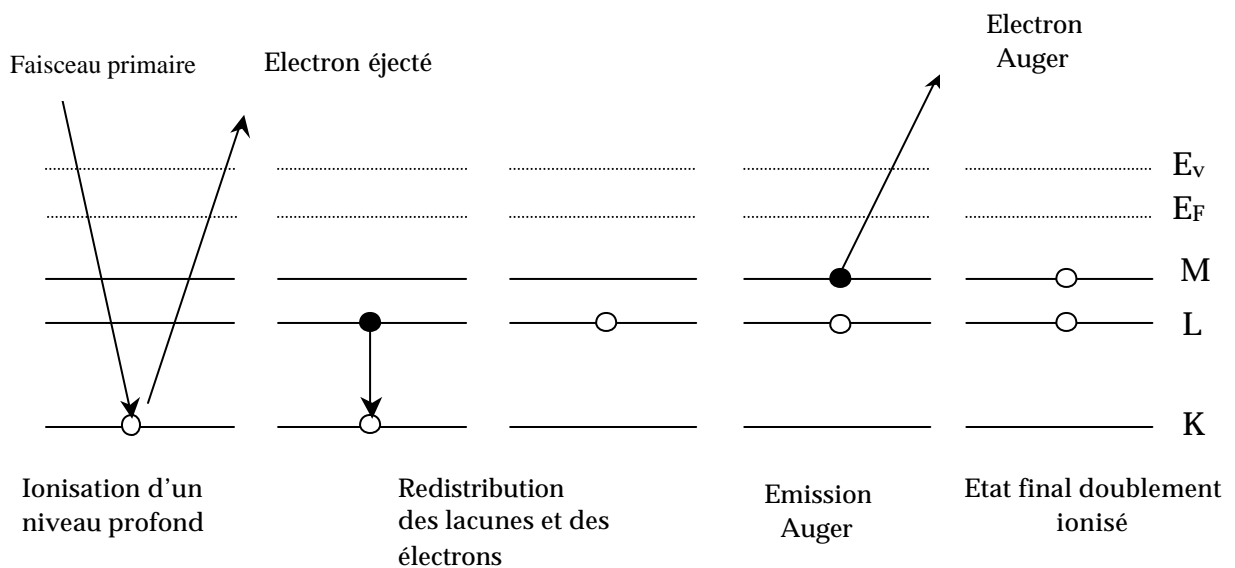 Faisceau primaire
Electron éjecté
Electron
Auger
Ev
EF
M
L
K
Ionisation d’un
niveau profond
Redistribution
des lacunes et des
électrons
Emission
Auger
Etat final doublement
ionisé